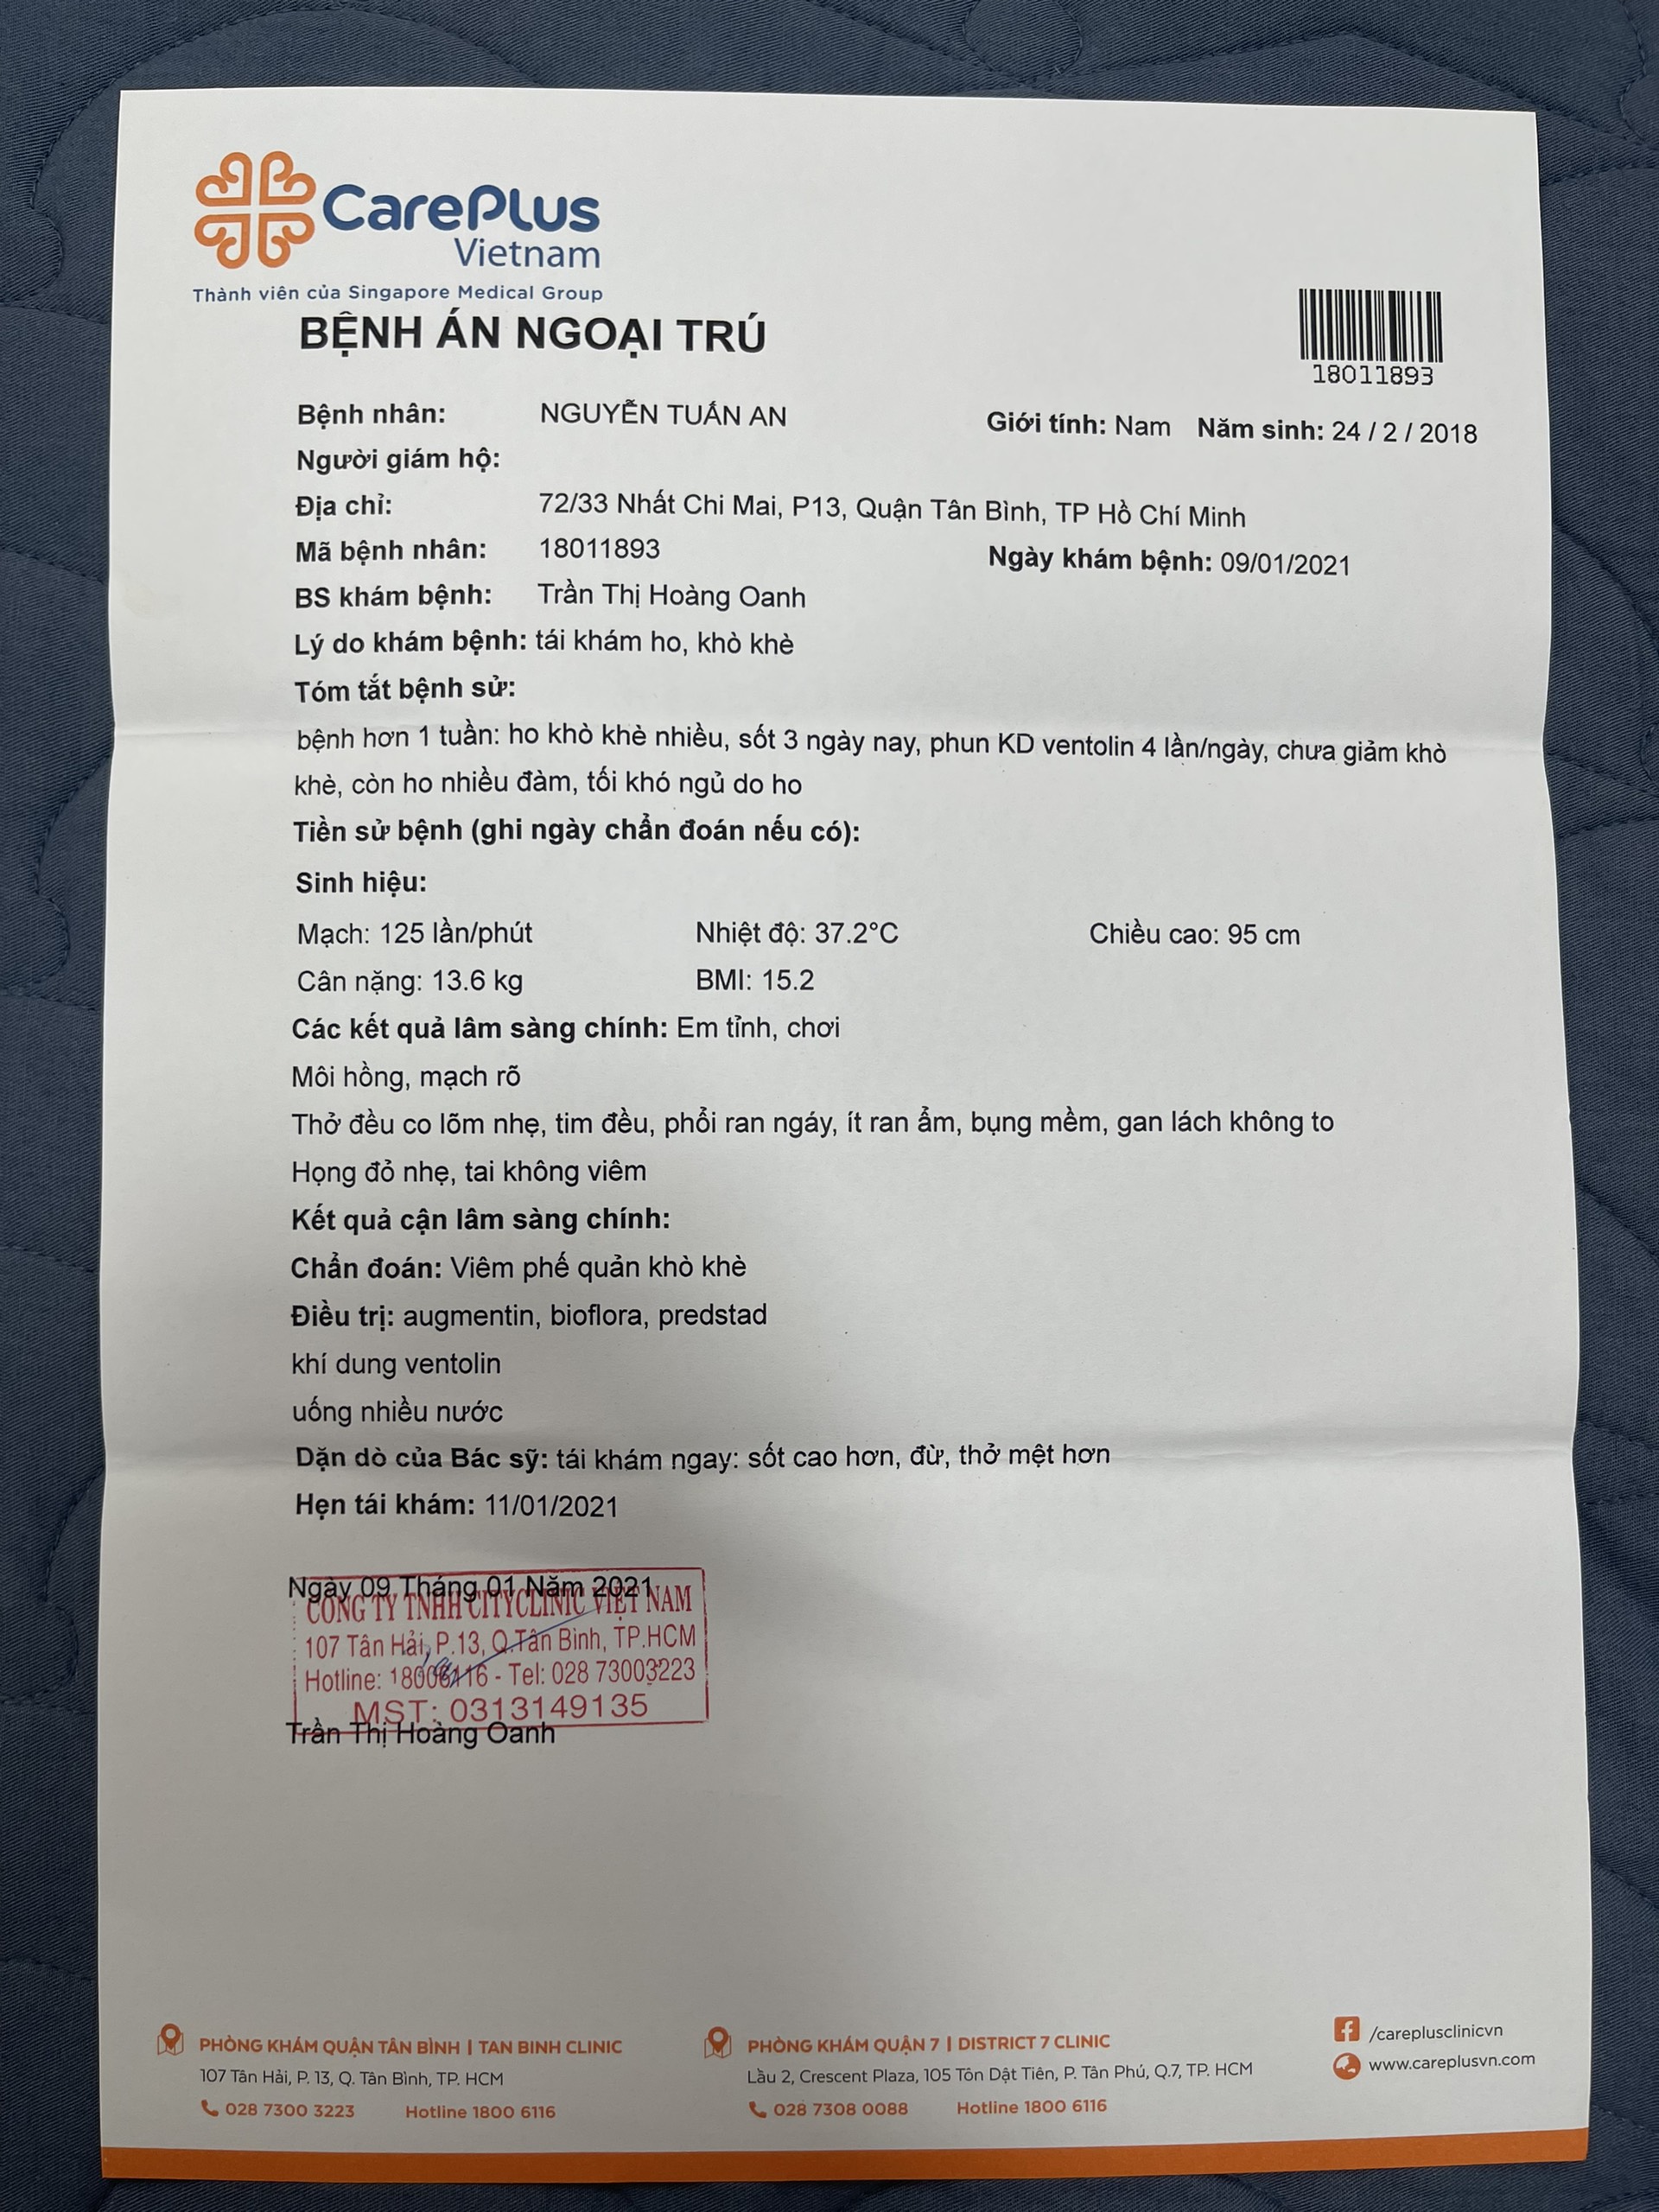 CarePlus
Vietnam
Thành viên của Singapore Medical Group
BỆNH ÁN NGOẠI TRÚ
18011893
Bệnh nhân: NGUYỄN TUẤN AN Giới tính: Nam Năm sinh: 24 / 2 / 2018
Người giám hộ:
Địa chỉ: 72/33 Nhất Chi Mai, P13, Quận Tân Bình, TP Hồ Chí Minh
Mã bệnh nhân: 18011893 Ngày khám bệnh: 09/01/2021
BS khám bệnh: Trần Thị Hoàng Oanh
Lý do khám bệnh: tái khám ho, khò khè
Tóm tắt bệnh sử:
bệnh hơn 1 tuần: ho khò khè nhiều, sốt 3 ngày nay, phun KD ventolin 4 lần/ngày, chưa giảm khò
khè, còn ho nhiều đàm, tối khó ngủ do ho
Tiền sử bệnh (ghi ngày chẩn đoán nếu có):
Sinh hiệu:
Mạch: 125 lần/phút Nhiệt độ: 37.2°C Chiều cao: 95 cm
Cân nặng: 13.6 kg BMI: 15.2
Các kết quả lâm sàng chính: Em tỉnh, chơi
Môi hồng, mạch rõ
Thở đều co lõm nhẹ, tim đều, phổi ran ngáy, ít ran ẩm, bụng mềm, gan lách không to
Họng đỏ nhẹ, tai không viêm
Kết quả cận lâm sàng chính:
Chẩn đoán: Viêm phế quản khò khè
Điều trị: augmentin, bioflora, predstad
khí dung ventolin
uống nhiều nước
Dặn dò của Bác sỹ: tái khám ngay: sốt cao hơn, đừ, thở mệt hơn
Hẹn tái khám: 11/01/2021
Ngày 09 Tháng 01 Năm 2021
CÔNG TY TNHH CITYCLINIC VIỆT NAM
107 Tân Hải, P.13, Q.Tân Bình, TP.HCM
Hotline: 18006116 - Tel: 028 73003223
MST: 0313149135
Trần Thị Hoàng Oanh
PHÒNG KHÁM QUẬN TÂN BÌNH | TAN BINH CLINIC
107 Tân Hải, P. 13, Q. Tân Bình, TP. HCM
028 7300 3223 Hotline 1800 6116
PHÒNG KHÁM QUẬN 7 | DISTRICT 7 CLINIC
Lầu 2, Crescent Plaza, 105 Tôn Dật Tiên, P. Tân Phú, Q.7, TP. HCM
028 7308 0088 Hotline 1800 6116
/careplusclinicvn
www.careplusvn.com